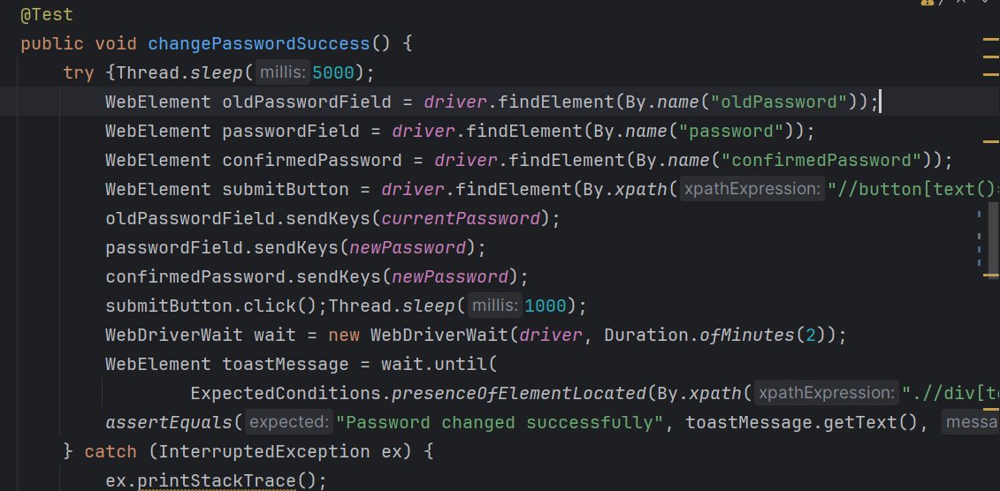 @Test
public void changePasswordSuccess() {
try {Thread.sleep( millis: 5000);
WebElement oldPasswordField = driver.findElement(By.name("oldPassword"));
WebElement passwordField = driver.findElement(By.name("password"));
WebElement confirmedPassword = driver.findElement(By.name("confirmedPassword"));
WebElement submitButton = driver.findElement(By.xpath( xpathExpression: "//button[text()=
oldPasswordField.sendKeys(currentPassword);
passwordField.sendKeys(newPassword);
confirmedPassword.sendKeys(newPassword);
submitButton.click();Thread.sleep( millis: 1000);
WebDriverWait wait = new WebDriverWait(driver, Duration.ofMinutes(2));
WebElement toastMessage = wait.until(
ExpectedConditions.presenceOfElementLocated(By.xpath( xpathExpression: ".//div[te
assertEquals( expected: "Password changed successfully", toastMessage.getText(), messa
} catch (InterruptedException ex) {
ex.printStackTrace();